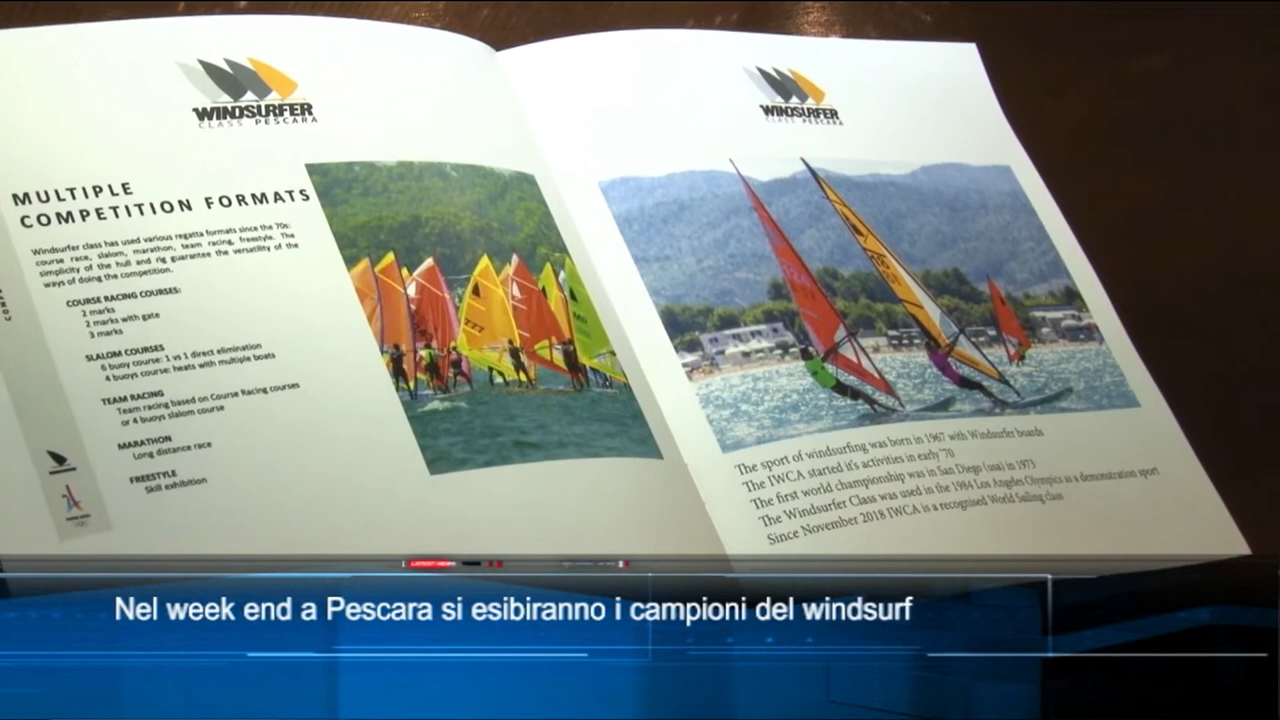 WINDSURFER
CLASS PESCARA
MULTIPLE
COMPETITION FORMATS
Windsurfer class has used various regatta formats since the 70s:
course race, slalom, marathon, team racing, freestyle. The
simplicity of the hull and rig guarantee the versatility of the
ways of doing the competition.
COURSE RACING COURSES:
2 marks
2 marks with gate
3 marks
SLALOM COURSES
6 buoy course: 1 vs 1 direct elimination
4 buoys course: heats with multiple boats
TEAM RACING
Team racing based on Course Racing courses
or 4 buoys slalom course
MARATHON
Long distance race
FREESTYLE
Skill exhibition
WINDSURFER
CLASS PESCARA
The sport of windsurfing was born in 1967 with Windsurfer boards
The IWCA started it's activities in early '70
The first world championship was in San Diego (usa) in 1973
The Windsurfer Class was used in the 1984 Los Angeles Olympics as a demonstration sport
Since November 2018 IWCA is a recognised World Sailing class
LATEST NEWS
Nel week end a Pescara si esibiranno i campioni del windsurf